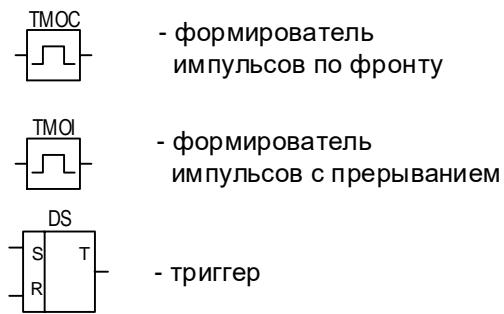 TMOC
- формирователь
импульсов по фронту
TMOI
- формирователь
импульсов с прерыванием
DS
S T
R
- триггер